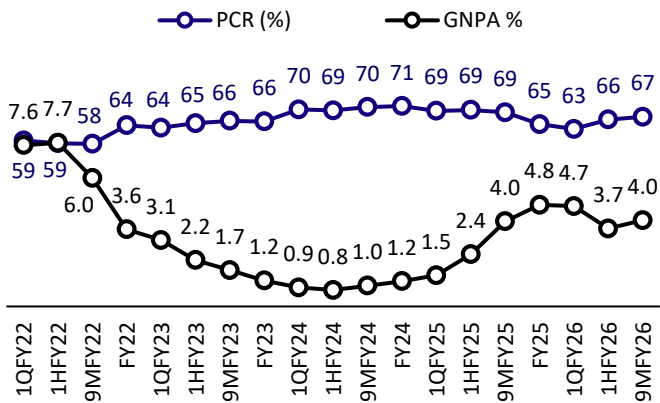 PCR (%) GNPA %
59 59 58 64 64 65 66 66 70 69 70 71 69 69 69 65 63 66 67
7.6 7.7 6.0 3.6 3.1 2.2 1.7 1.2 0.9 0.8 1.0 1.2 1.5 2.4 4.0 4.8 4.7 3.7 4.0
1QFY22
1HFY22
9MFY22
FY22
1QFY23
1HFY23
9MFY23
FY23
1QFY24
1HFY24
9MFY24
FY24
1QFY25
1HFY25
9MFY25
FY25
1QFY26
1HFY26
9MFY26